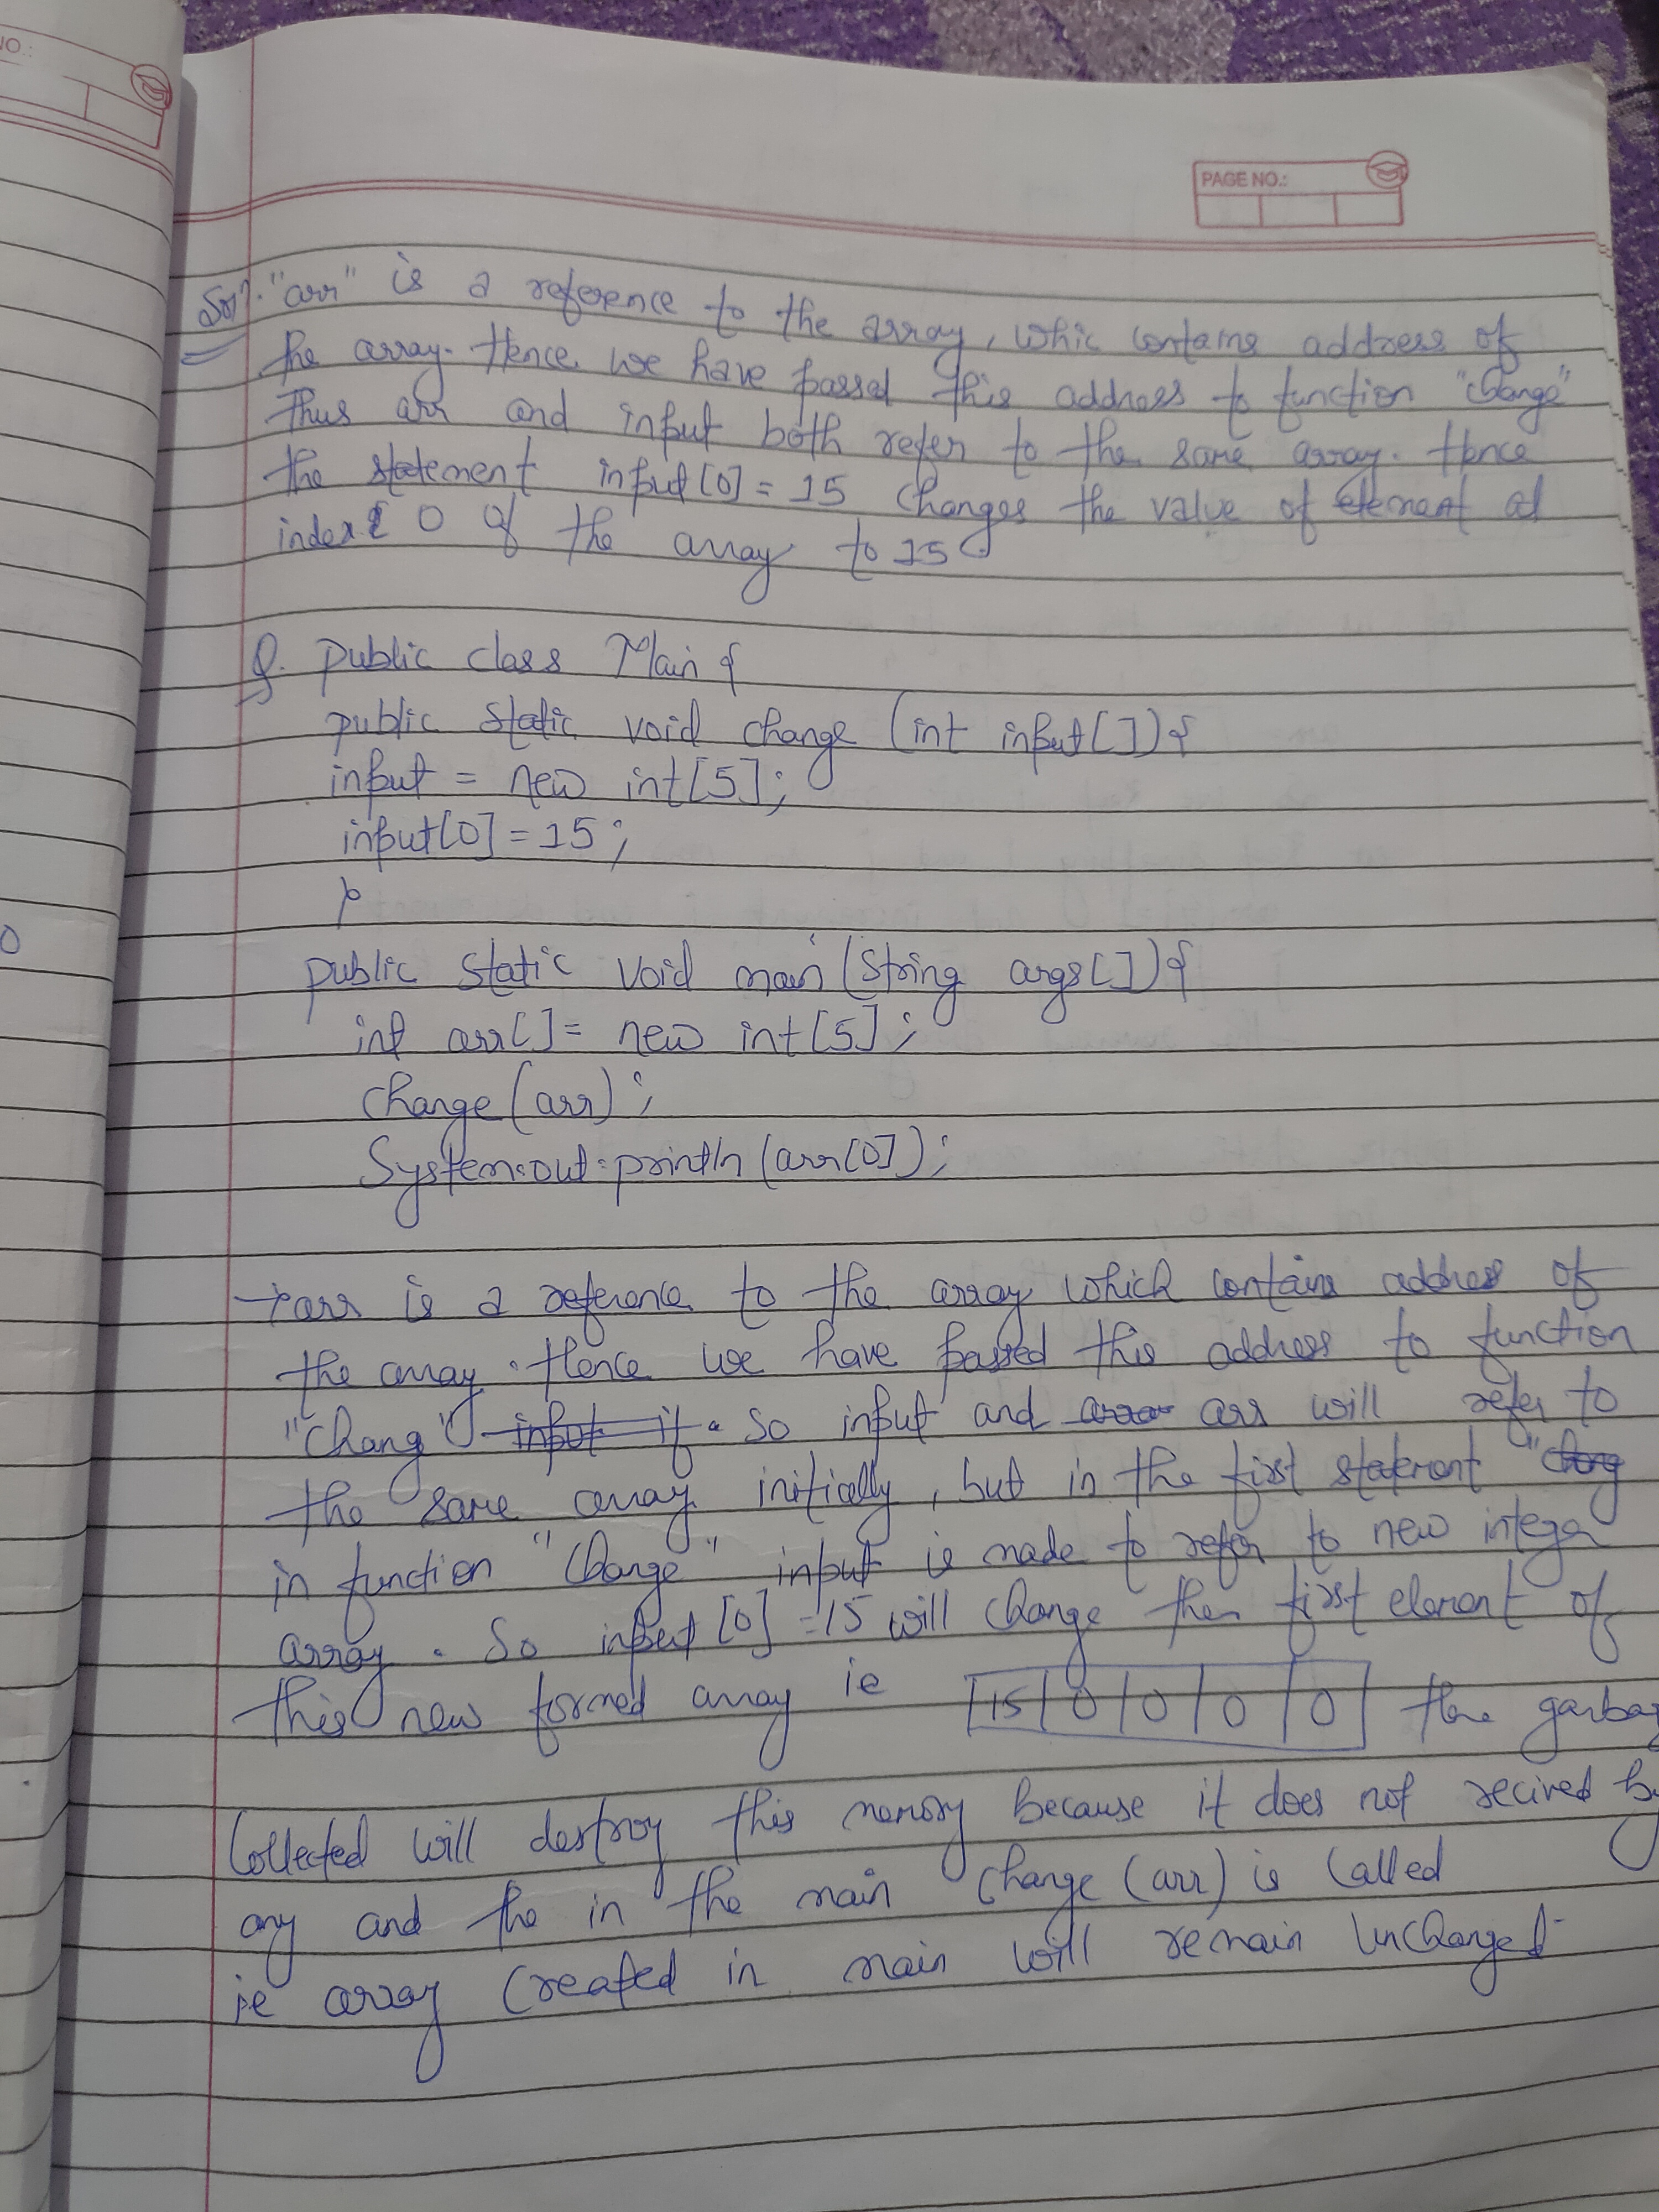 NO.:
PAGE NO.:
Sol?. "arr" is a reference to the array, whic contains address of
the array. Hence we have passed this address to function "change"
Thus arr and input both refer to the same array. Hence
the statement input[0] = 15 changes the value of element at
index 0 of the array to 15.
Q. public class Main {
public static void change (int input[]) {
input = new int[5];
input[0] = 15;
}
public static void main (String args[]) {
int arr[] = new int[5];
change (arr);
System.out.println (arr[0]);
→ arr is a reference to the array which contains address of
the array. Hence we have passed this address to function
"Chang" input it. So input and arr will refer to
the same array initially, but in the first statement
in function "Change" input is made to refer to new integer
array. So input [0] = 15 will change the first element of
this new formed array ie 15 0 0 0 0 the garbag
Collected will destroy this memory because it does not recived by
any and the in the main change (arr) is called
ie array created in main will remain Unchanged